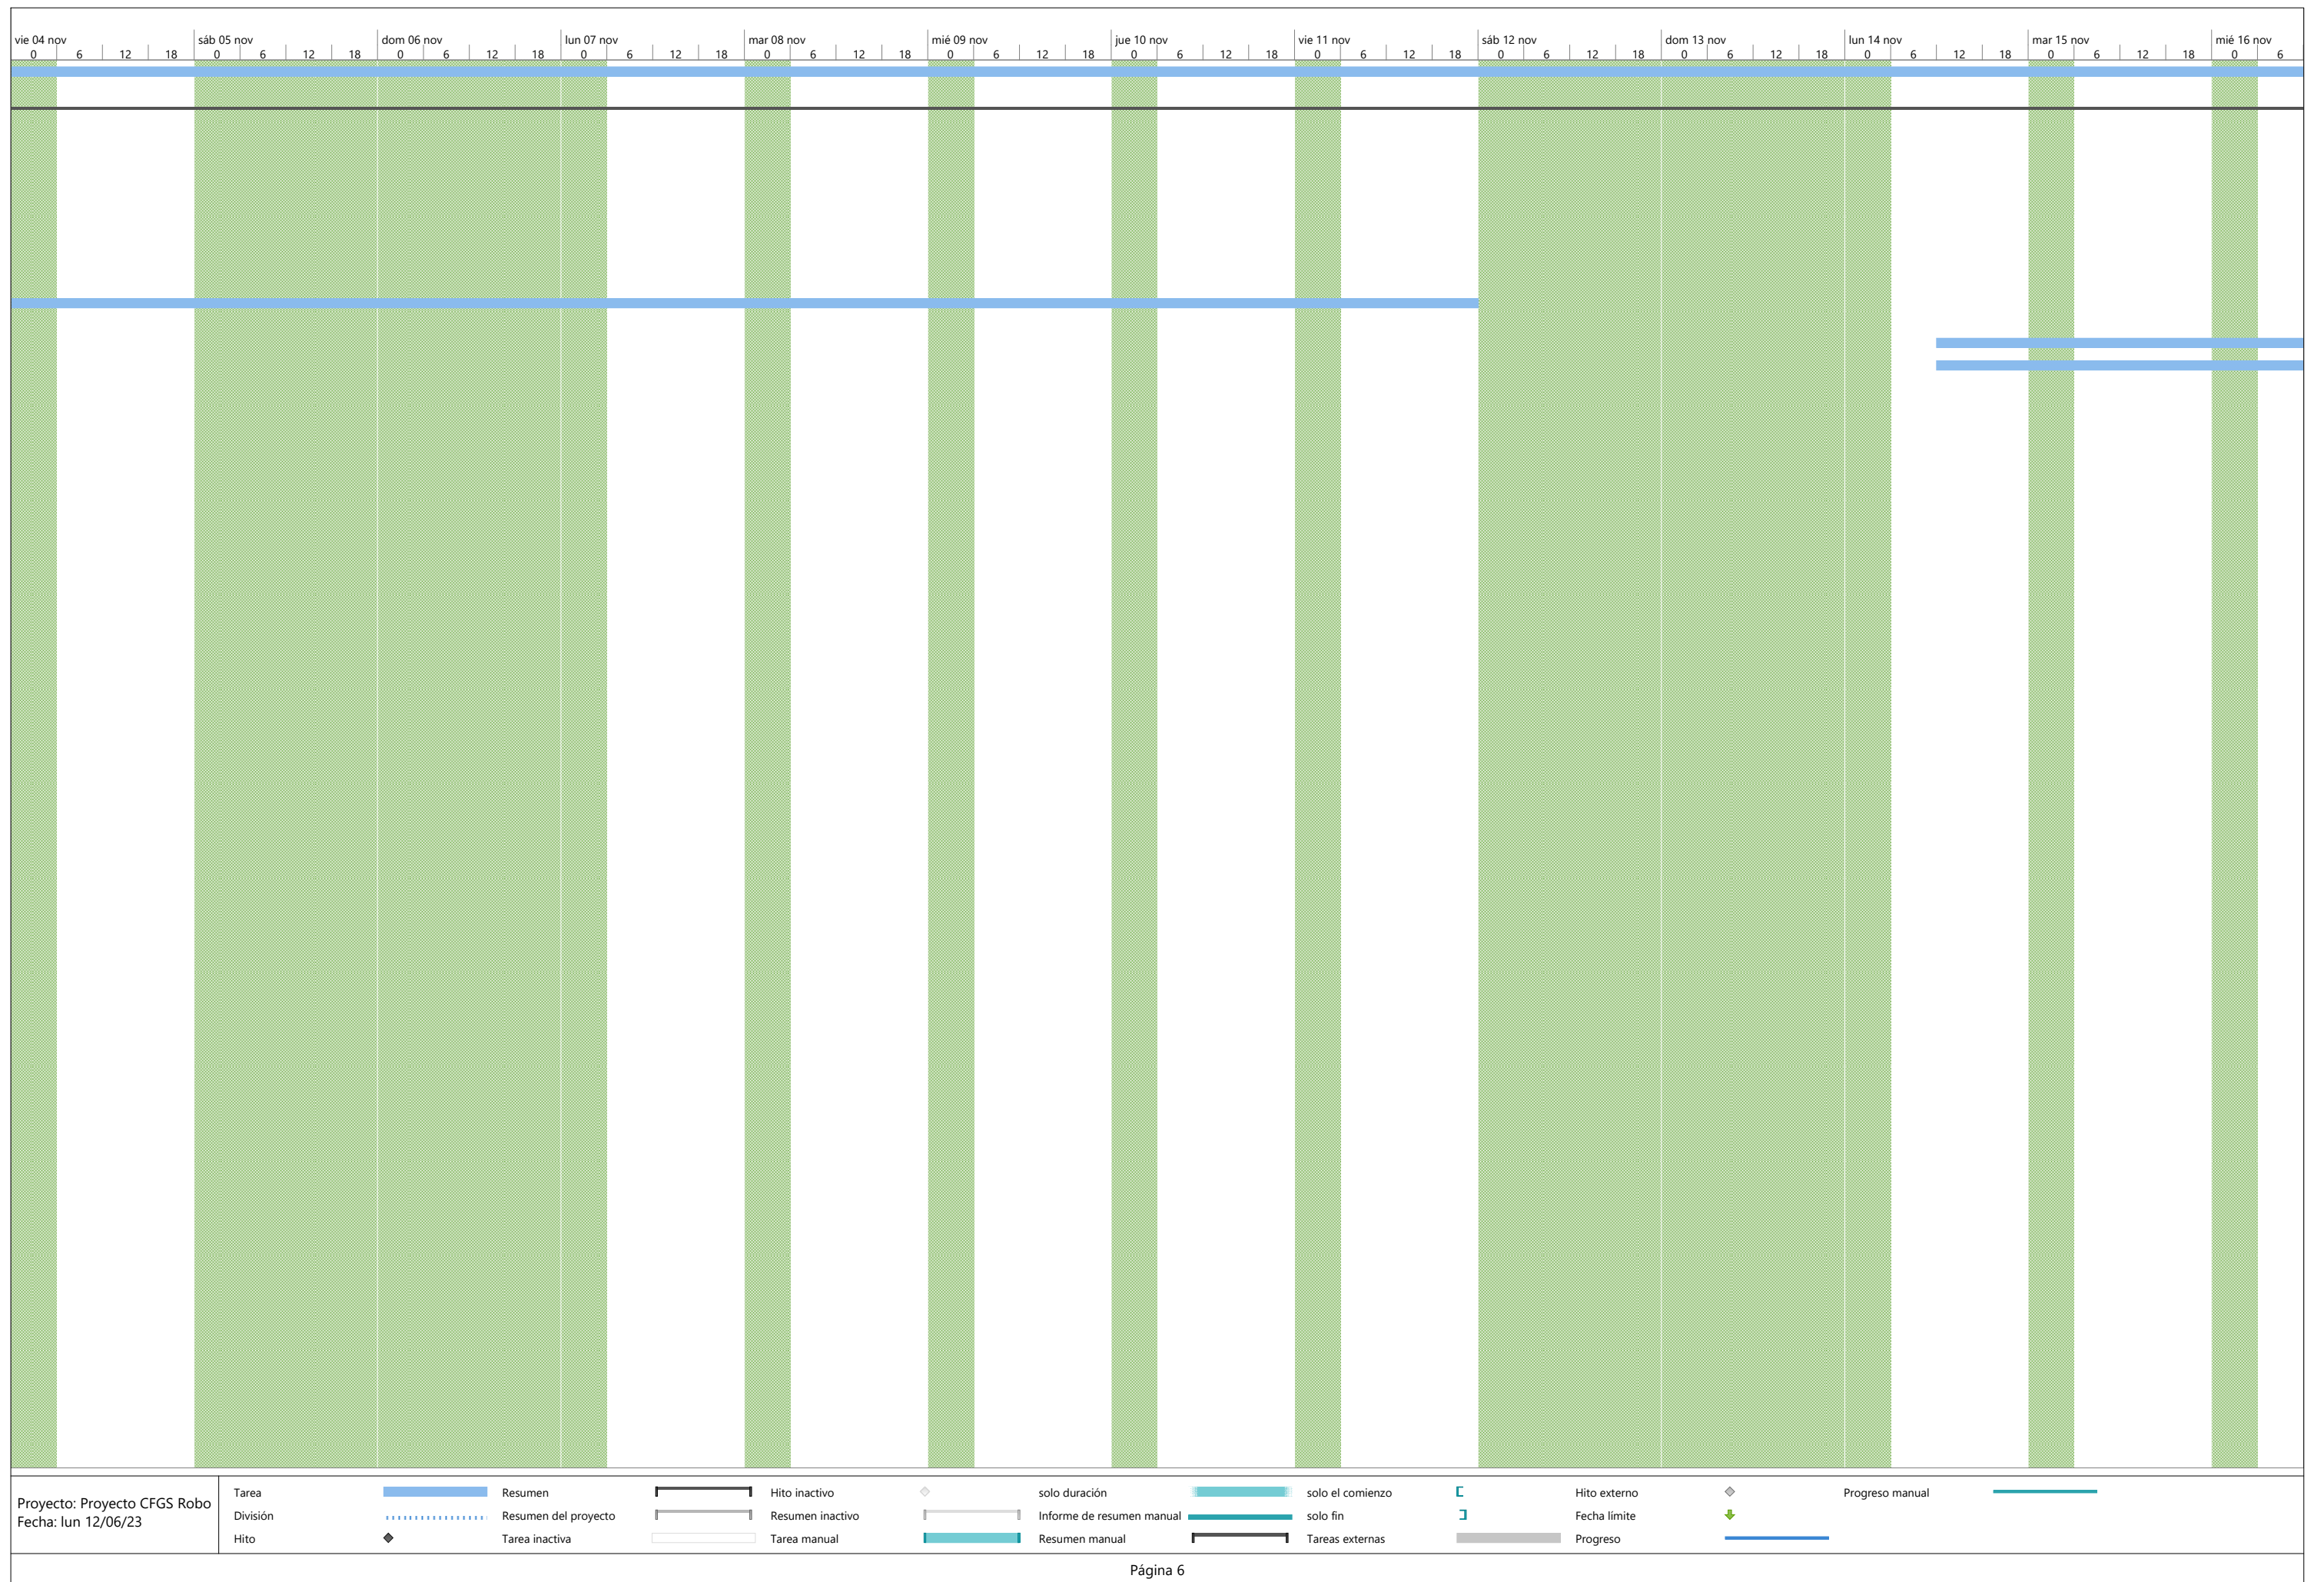 vie 04 nov sáb 05 nov dom 06 nov lun 07 nov mar 08 nov mié 09 nov jue 10 nov vie 11 nov sáb 12 nov dom 13 nov lun 14 nov mar 15 nov mié 16 nov
0 6 12 18 0 6 12 18 0 6 12 18 0 6 12 18 0 6 12 18 0 6 12 18 0 6 12 18 0 6 12 18 0 6 12 18 0 6 12 18 0 6 12 18 0 6 12 18 0 6
Proyecto: Proyecto CFGS Robo
Fecha: lun 12/06/23
Tarea Resumen Hito inactivo solo duración solo el comienzo Hito externo Progreso manual
División Resumen del proyecto Resumen inactivo Informe de resumen manual solo fin Fecha límite
Hito Tarea inactiva Tarea manual Resumen manual Tareas externas Progreso
Página 6